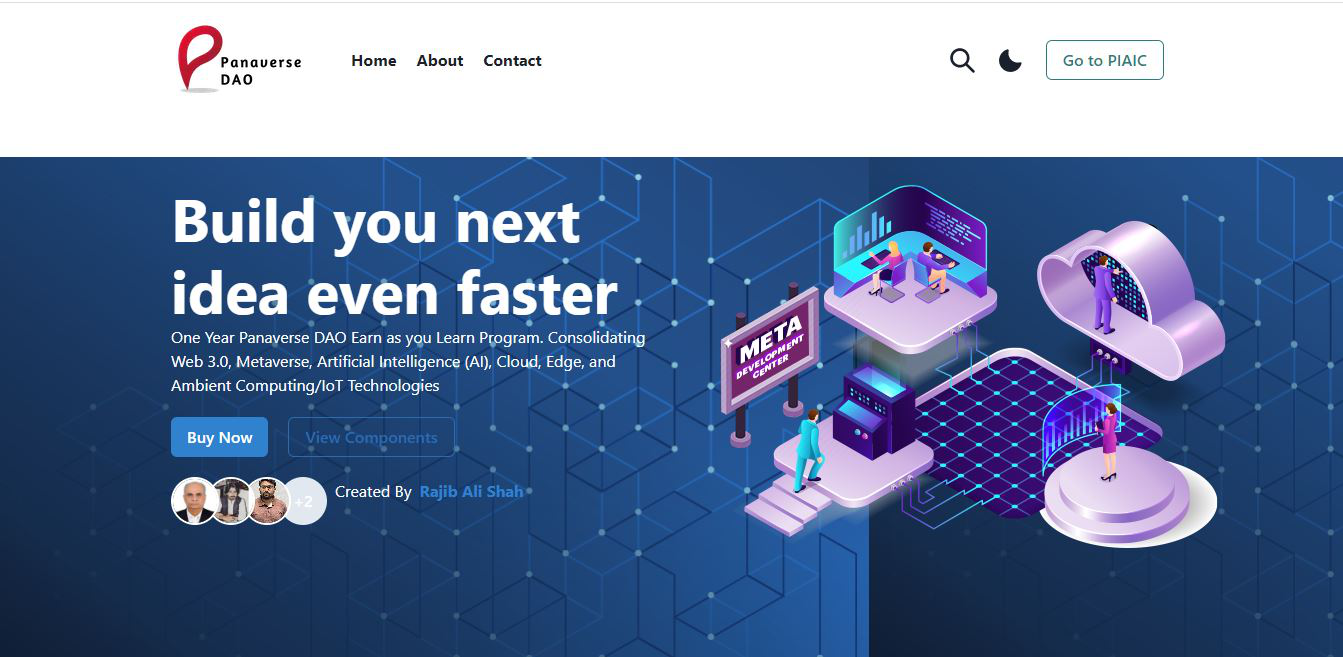 Panaverse
DAO
Home About Contact
Go to PIAIC
Build you next
idea even faster
One Year Panaverse DAO Earn as you Learn Program. Consolidating
Web 3.0, Metaverse, Artificial Intelligence (AI), Cloud, Edge, and
Ambient Computing/IoT Technologies
Buy Now View Components
+2
Created By Rajib Ali Shah
META
DEVELOPMENT
CENTER